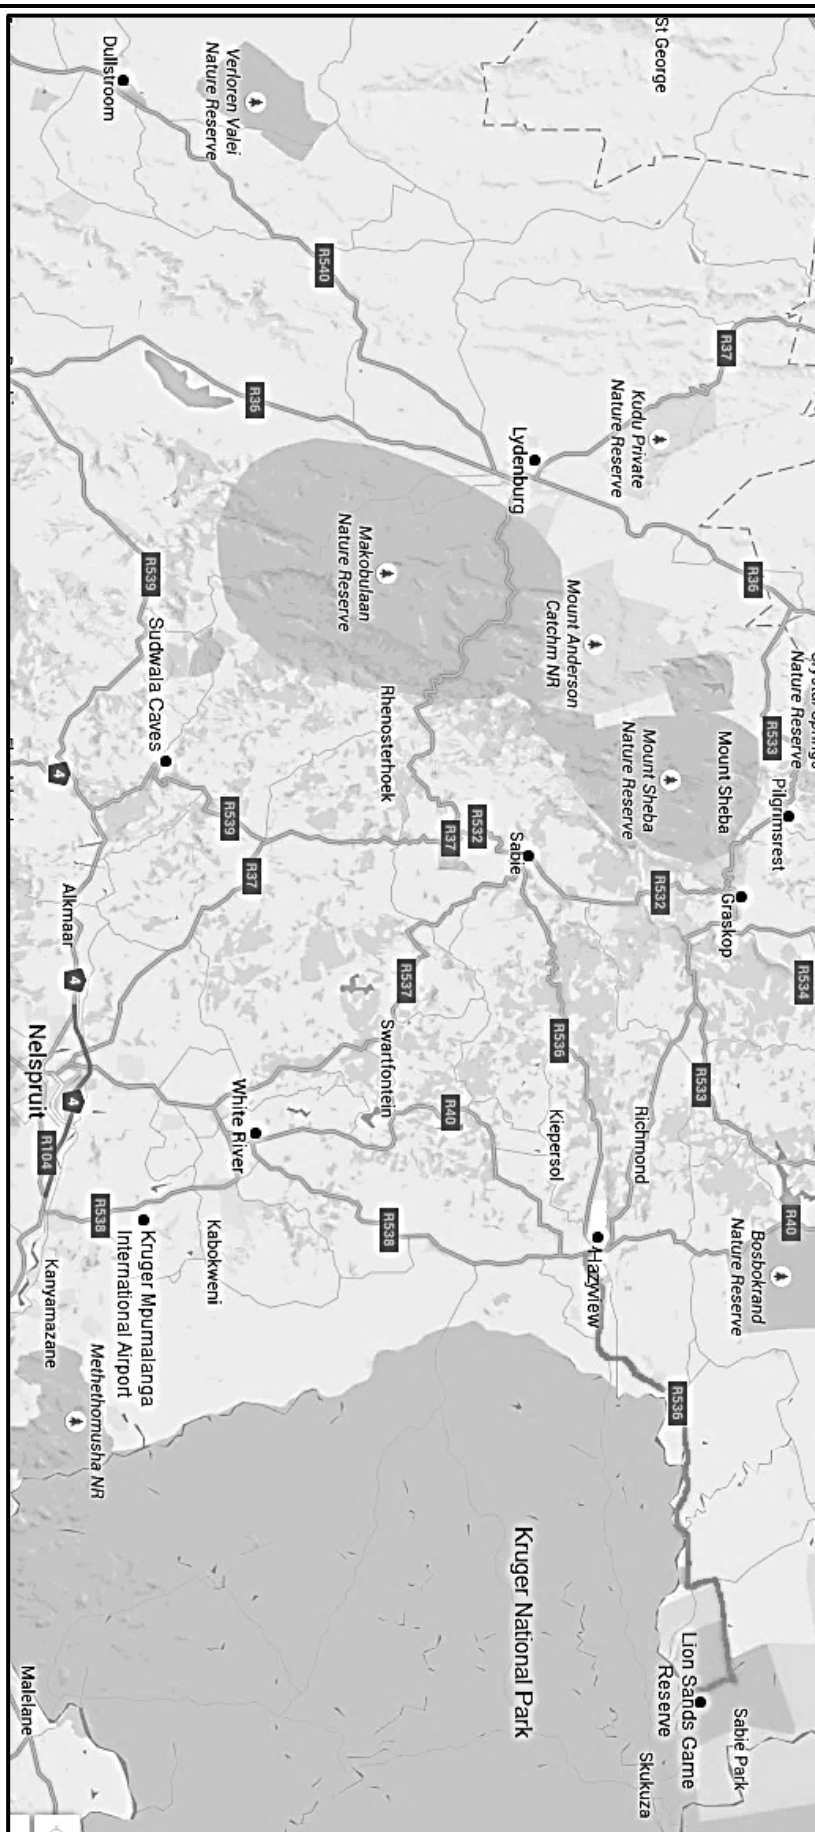 St George
Dullstroom
Verloren Valei
Nature Reserve
R540
R37
Kudu Private
Nature Reserve
R36
Lydenburg
Makobulaan
Nature Reserve
Mount Anderson
Catchm NR
R36
R539
Sudwala Caves
Rhenosterhoek
Mount Sheba
Nature Reserve
Mount Sheba
Nature Reserve
R533
Pilgrimsrest
4
R539
R37
R532
Sabie
R37
R532
Graskop
Alkmaar
4
R537
R534
Nelspruit
4
White River
Swartfontein
R536
R533
R40
Kiepersol
Richmond
R104
R538
Kruger Mpumalanga
International Airport
Kabokweni
R538
Hazyview
R40
Bosbokrand
Nature Reserve
Kanyamazane
Methethomusha NR
R536
Kruger National Park
Lion Sands Game
Reserve
Sabie Park
Skukuza
Malelane